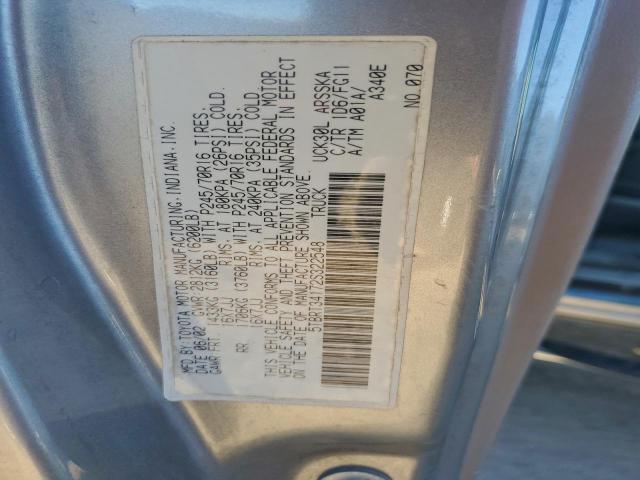 MFD. BY TOYOTA MOTOR MANUFACTURING, INDIANA, INC.
DATE 06/02 GVWR 2812KG (6200LB)
GAWR FRT 1433KG (3160LB) WITH P245/70R16 TIRES,
16X7JJ RIMS, AT 180KPA (26PSI) COLD.
RR 1706KG (3760LB) WITH P245/70R16 TIRES,
16X7JJ RIMS, AT 240KPA (35PSI) COLD.
THIS VEHICLE CONFORMS TO ALL APPLICABLE FEDERAL MOTOR
VEHICLE SAFETY AND THEFT PREVENTION STANDARDS IN EFFECT
ON THE DATE OF MANUFACTURE SHOWN ABOVE.
5TBRT34172S322548 TRUCK
UCK30L ARSSKA
C/TR 1D6/FG11
A/TM A01A/
A340E
NO.070